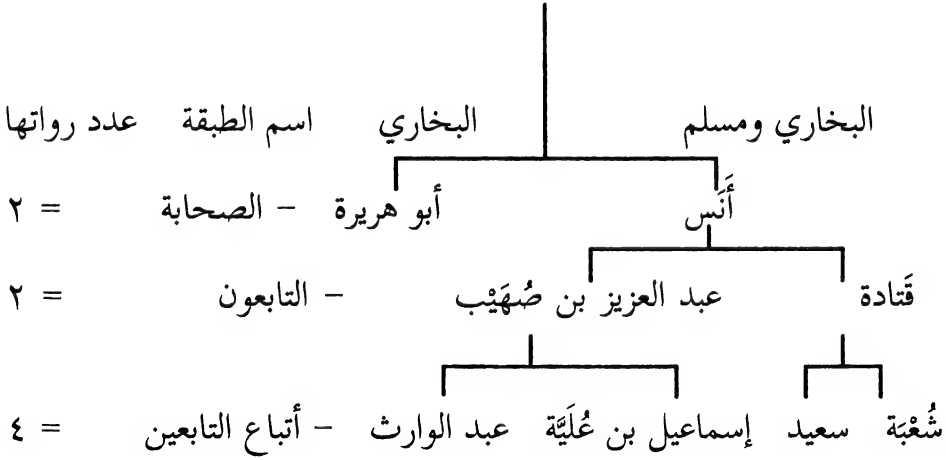 البخاري ومسلم البخاري اسم الطبقة عدد رواتها
أَنَس أبو هريرة – الصحابة = ٢
قَتادة عبد العزيز بن صُهَيْب – التابعون = ٢
شُعْبَة سعيد إسماعيل بن عُلَيَّة عبد الوارث – أتباع التابعين = ٤